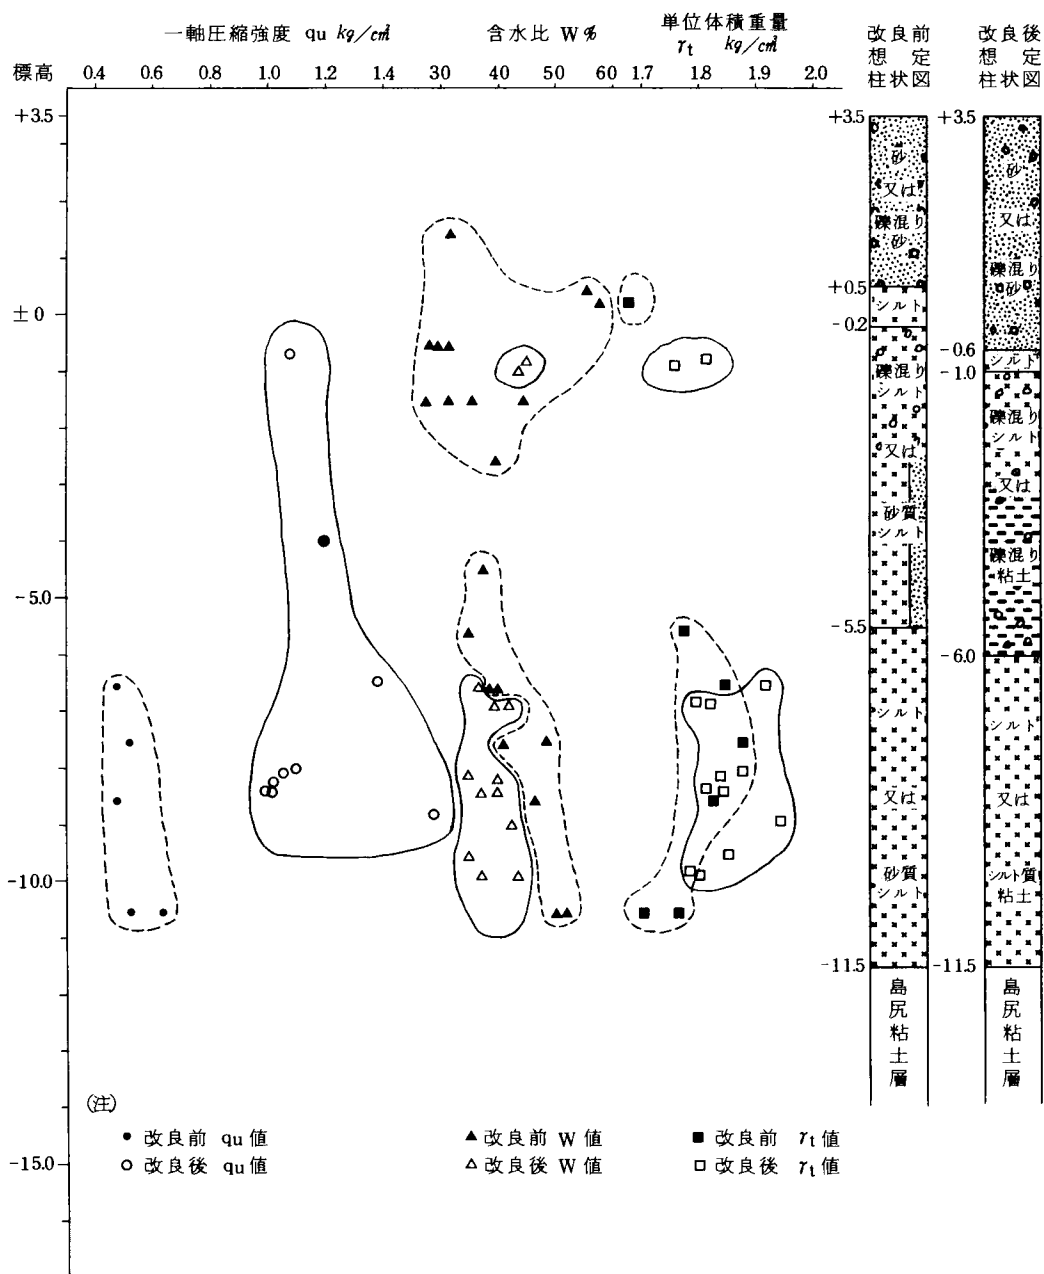 一軸圧縮強度 qu kg/cm²
含水比 W%
単位体積重量
γt kg/cm³
改良前
想定
柱状図
改良後
想定
柱状図
標高
0.4 0.6 1.0 1.2 1.4 30 40 50 60 1.7 1.8 1.9 2.0
+3.5
±0
-5.0
-10.0
-15.0
+3.5
砂
又は
礫混り
砂
+0.5
シルト
-0.2
礫混り
シルト
又は
砂質
シルト
-5.5
シルト
又は
砂質
シルト
-11.5
島尻粘土層
+3.5
砂
又は
礫混り
砂
-0.6
シルト
-1.0
礫混り
シルト
又は
礫混り
粘土
-6.0
シルト
又は
シルト質
粘土
-11.5
島尻粘土層
(注)
● 改良前 qu値
○ 改良後 qu値
▲ 改良前 W値
△ 改良後 W値
■ 改良前 γt値
□ 改良後 γt値